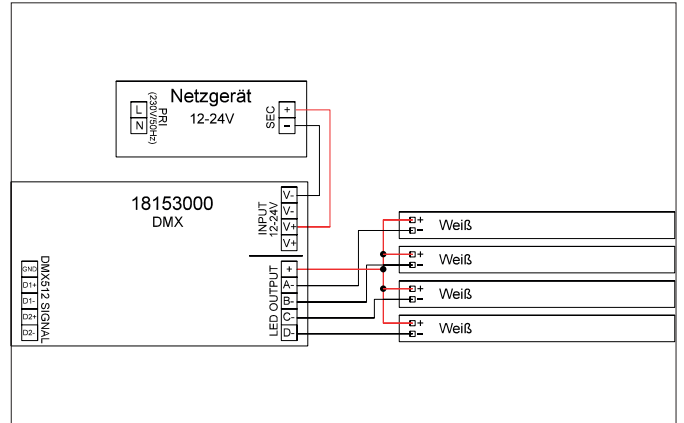 Netzgerät
12-24V
L
N
PRI
(230V/50Hz)
SEC
+
−
18153000
DMX
INPUT
12-24V
V-
V-
V+
V+
DMX512 SIGNAL
GND
D1+
D1-
D2+
D2-
LED OUTPUT
+
A-
B-
C-
D-
+
−
Weiß
+
−
Weiß
+
−
Weiß
+
−
Weiß